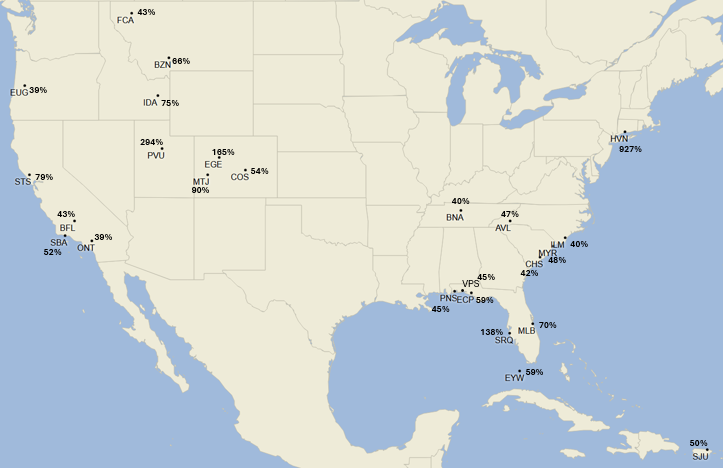 43%
FCA
66%
BZN
EUG 39%
IDA 75%
HVN
927%
294%
PVU
165%
EGE
COS 54%
MTJ
90%
STS 79%
40%
BNA
47%
AVL
43%
BFL
ILM 40%
39%
SBA ONT
52%
MYR
48%
CHS
42%
45%
VPS
PNS ECP 59%
45%
138% MLB 70%
SRQ
59%
EYW
50%
SJU